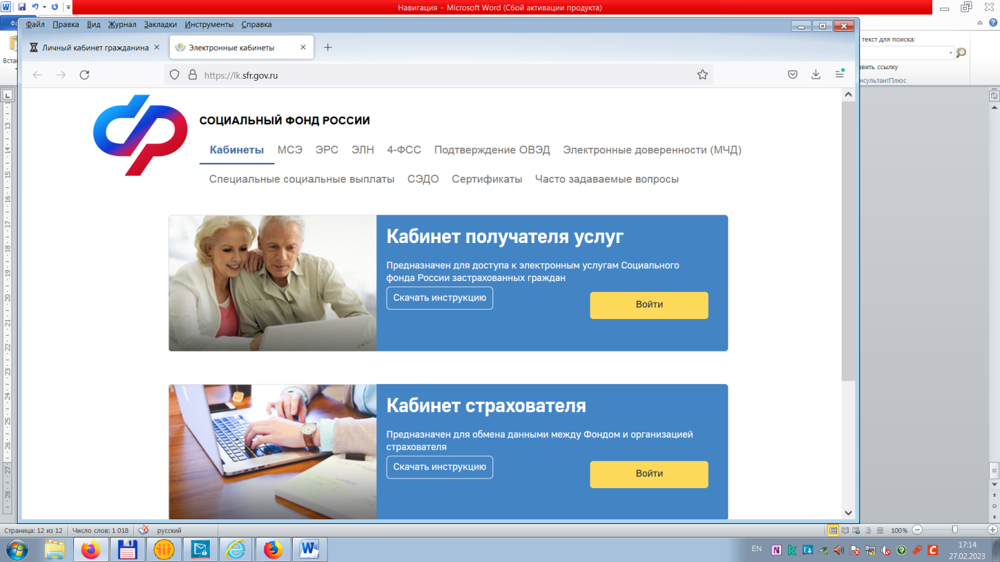 Навигация - Microsoft Word (Сбой активации продукта)
Файл Правка Вид Журнал Закладки Инструменты Справка
текст для поиска:
Личный кабинет гражданина
Электронные кабинеты
https://lk.sfr.gov.ru
СОЦИАЛЬНЫЙ ФОНД РОССИИ
Кабинеты МСЭ ЭРС ЭЛН 4-ФСС Подтверждение ОВЭД Электронные доверенности (МЧД)
Специальные социальные выплаты СЭДО Сертификаты Часто задаваемые вопросы
Кабинет получателя услуг
Предназначен для доступа к электронным услугам Социального
фонда России застрахованных граждан
Скачать инструкцию
Войти
Кабинет страхователя
Предназначен для обмена данными между Фондом и организацией
страхователя
Скачать инструкцию
Войти
Страница: 12 из 12 Число слов: 1 018 русский 100%
EN 17:14
27.02.2023